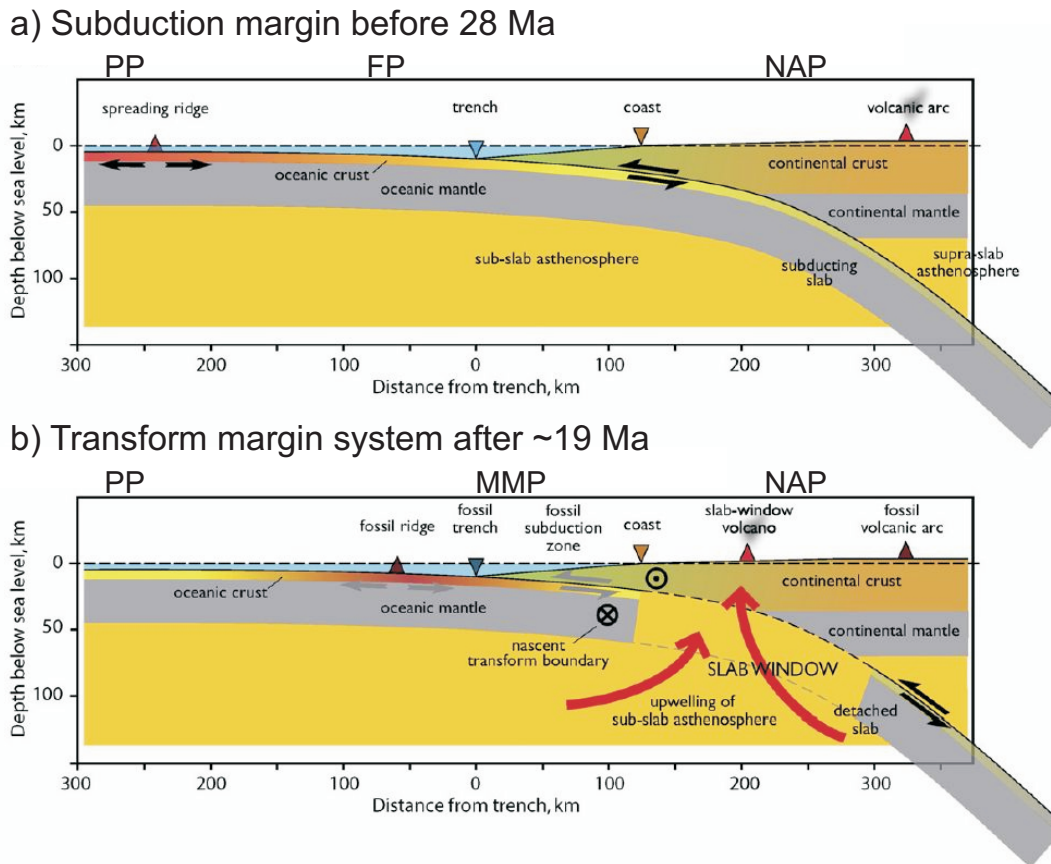 a) Subduction margin before 28 Ma
PP FP NAP
spreading ridge trench coast volcanic arc
Depth below sea level, km
0
50
100
oceanic crust
oceanic mantle
continental crust
continental mantle
sub-slab asthenosphere
subducting
slab
supra-slab
asthenosphere
300 200 100 0 100 200 300
Distance from trench, km
b) Transform margin system after ~19 Ma
PP MMP NAP
fossil ridge
fossil
trench
fossil
subduction
zone
coast
slab-window
volcano
fossil
volcanic arc
Depth below sea level, km
0
50
100
oceanic crust
oceanic mantle
continental crust
continental mantle
nascent
transform boundary
SLAB WINDOW
upwelling of
sub-slab asthenosphere
detached
slab
300 200 100 0 100 200 300
Distance from trench, km